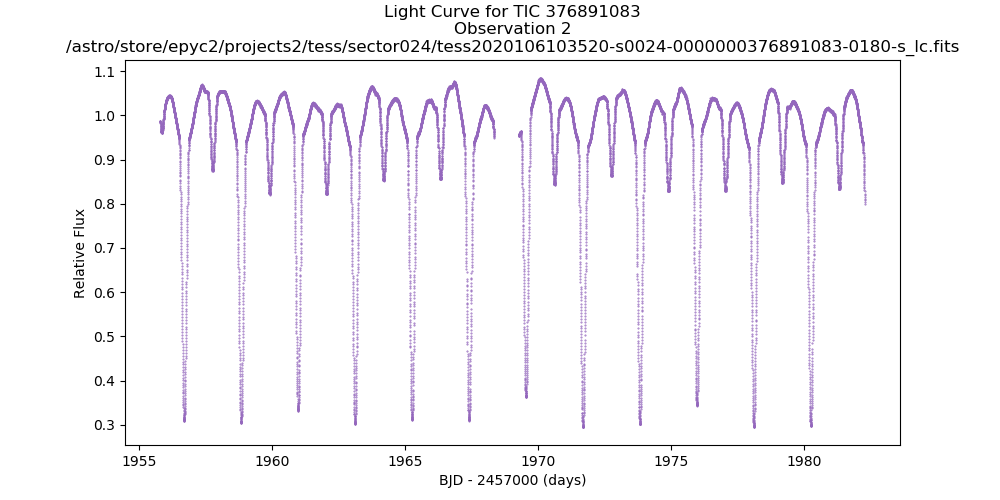 Light Curve for TIC 376891083
Observation 2
/astro/store/epyc2/projects2/tess/sector024/tess2020106103520-s0024-0000000376891083-0180-s_lc.fits
1.1
1.0
0.9
0.8
0.7
0.6
0.5
0.4
0.3
Relative Flux
1955 1960 1965 1970 1975 1980
BJD - 2457000 (days)